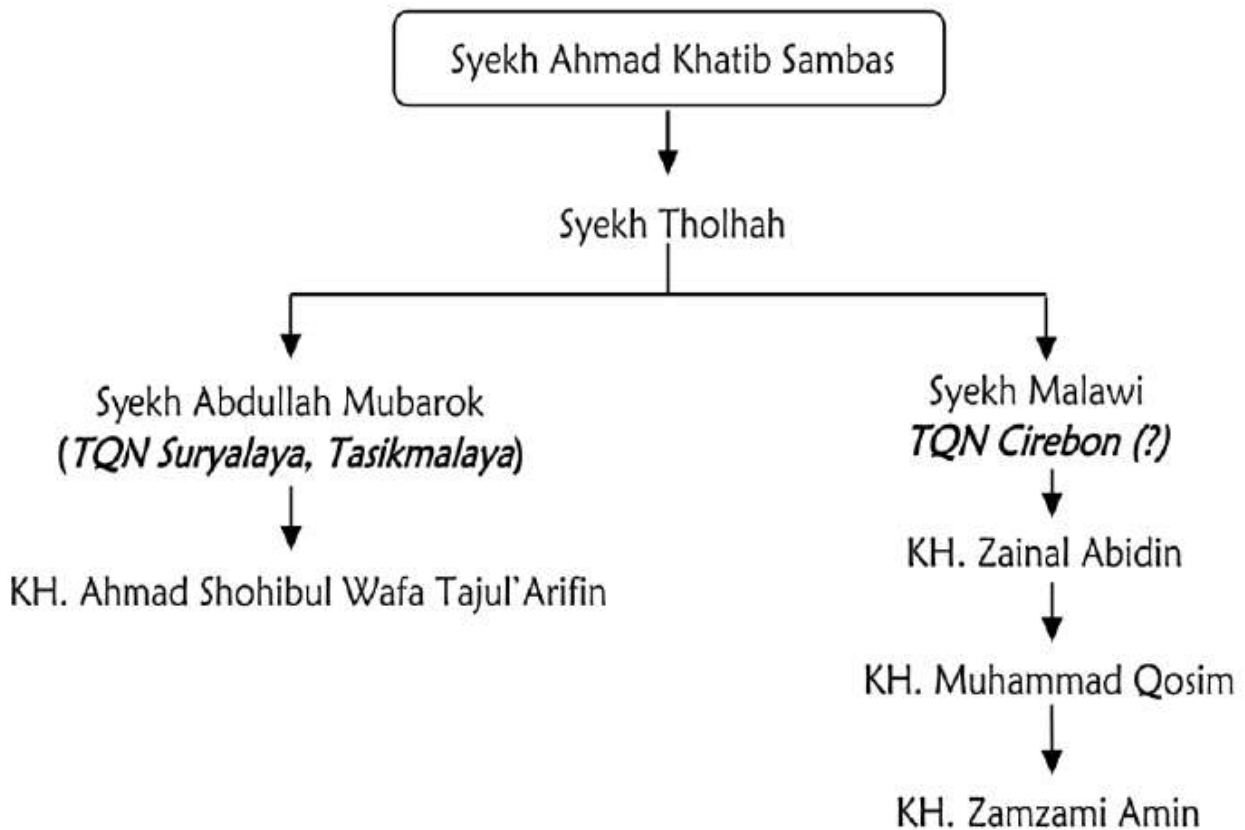 Syekh Ahmad Khatib Sambas
Syekh Tholhah
Syekh Abdullah Mubarok
(TQN Suryalaya, Tasikmalaya)
KH. Ahmad Shohibul Wafa Tajul'Arifin
Syekh Malawi
TQN Cirebon (?)
KH. Zainal Abidin
KH. Muhammad Qosim
KH. Zamzami Amin